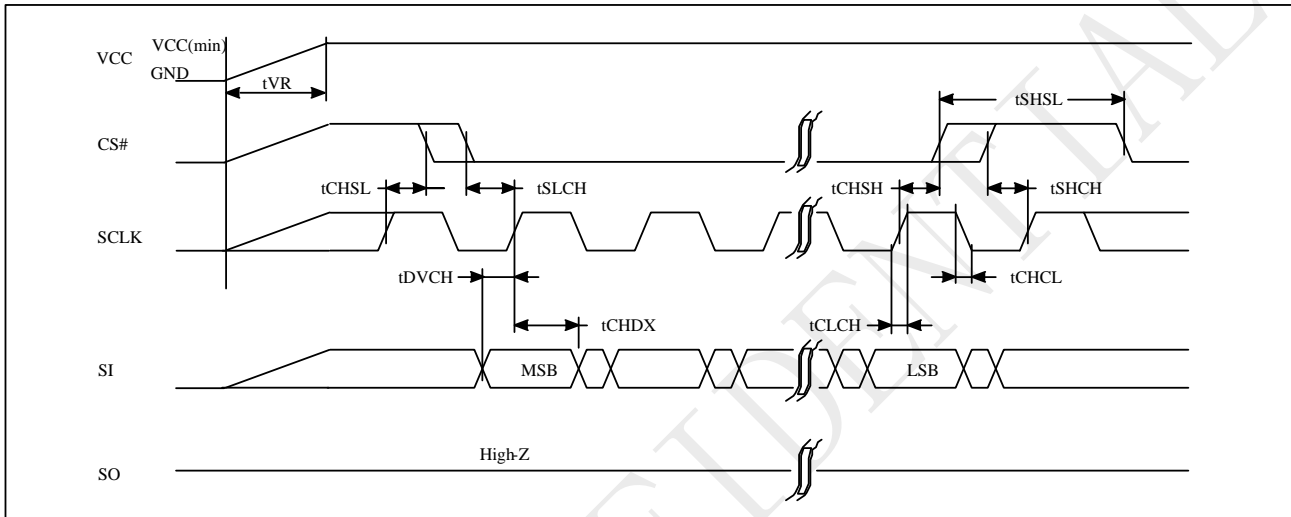 VCC
VCC(min)
GND
tVR
tSHSL
CS#
tCHSL
tSLCH
tCHSH
tSHCH
SCLK
tDVCH
tCHCL
tCHDX
tCLCH
SI
MSB
LSB
High-Z
SO
IDENTIAL